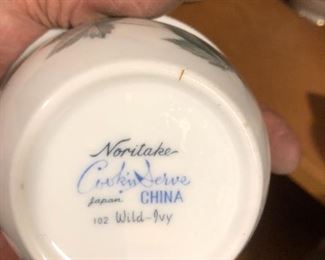 Noritake
Cook'n Serve
Japan CHINA
102 Wild-Ivy